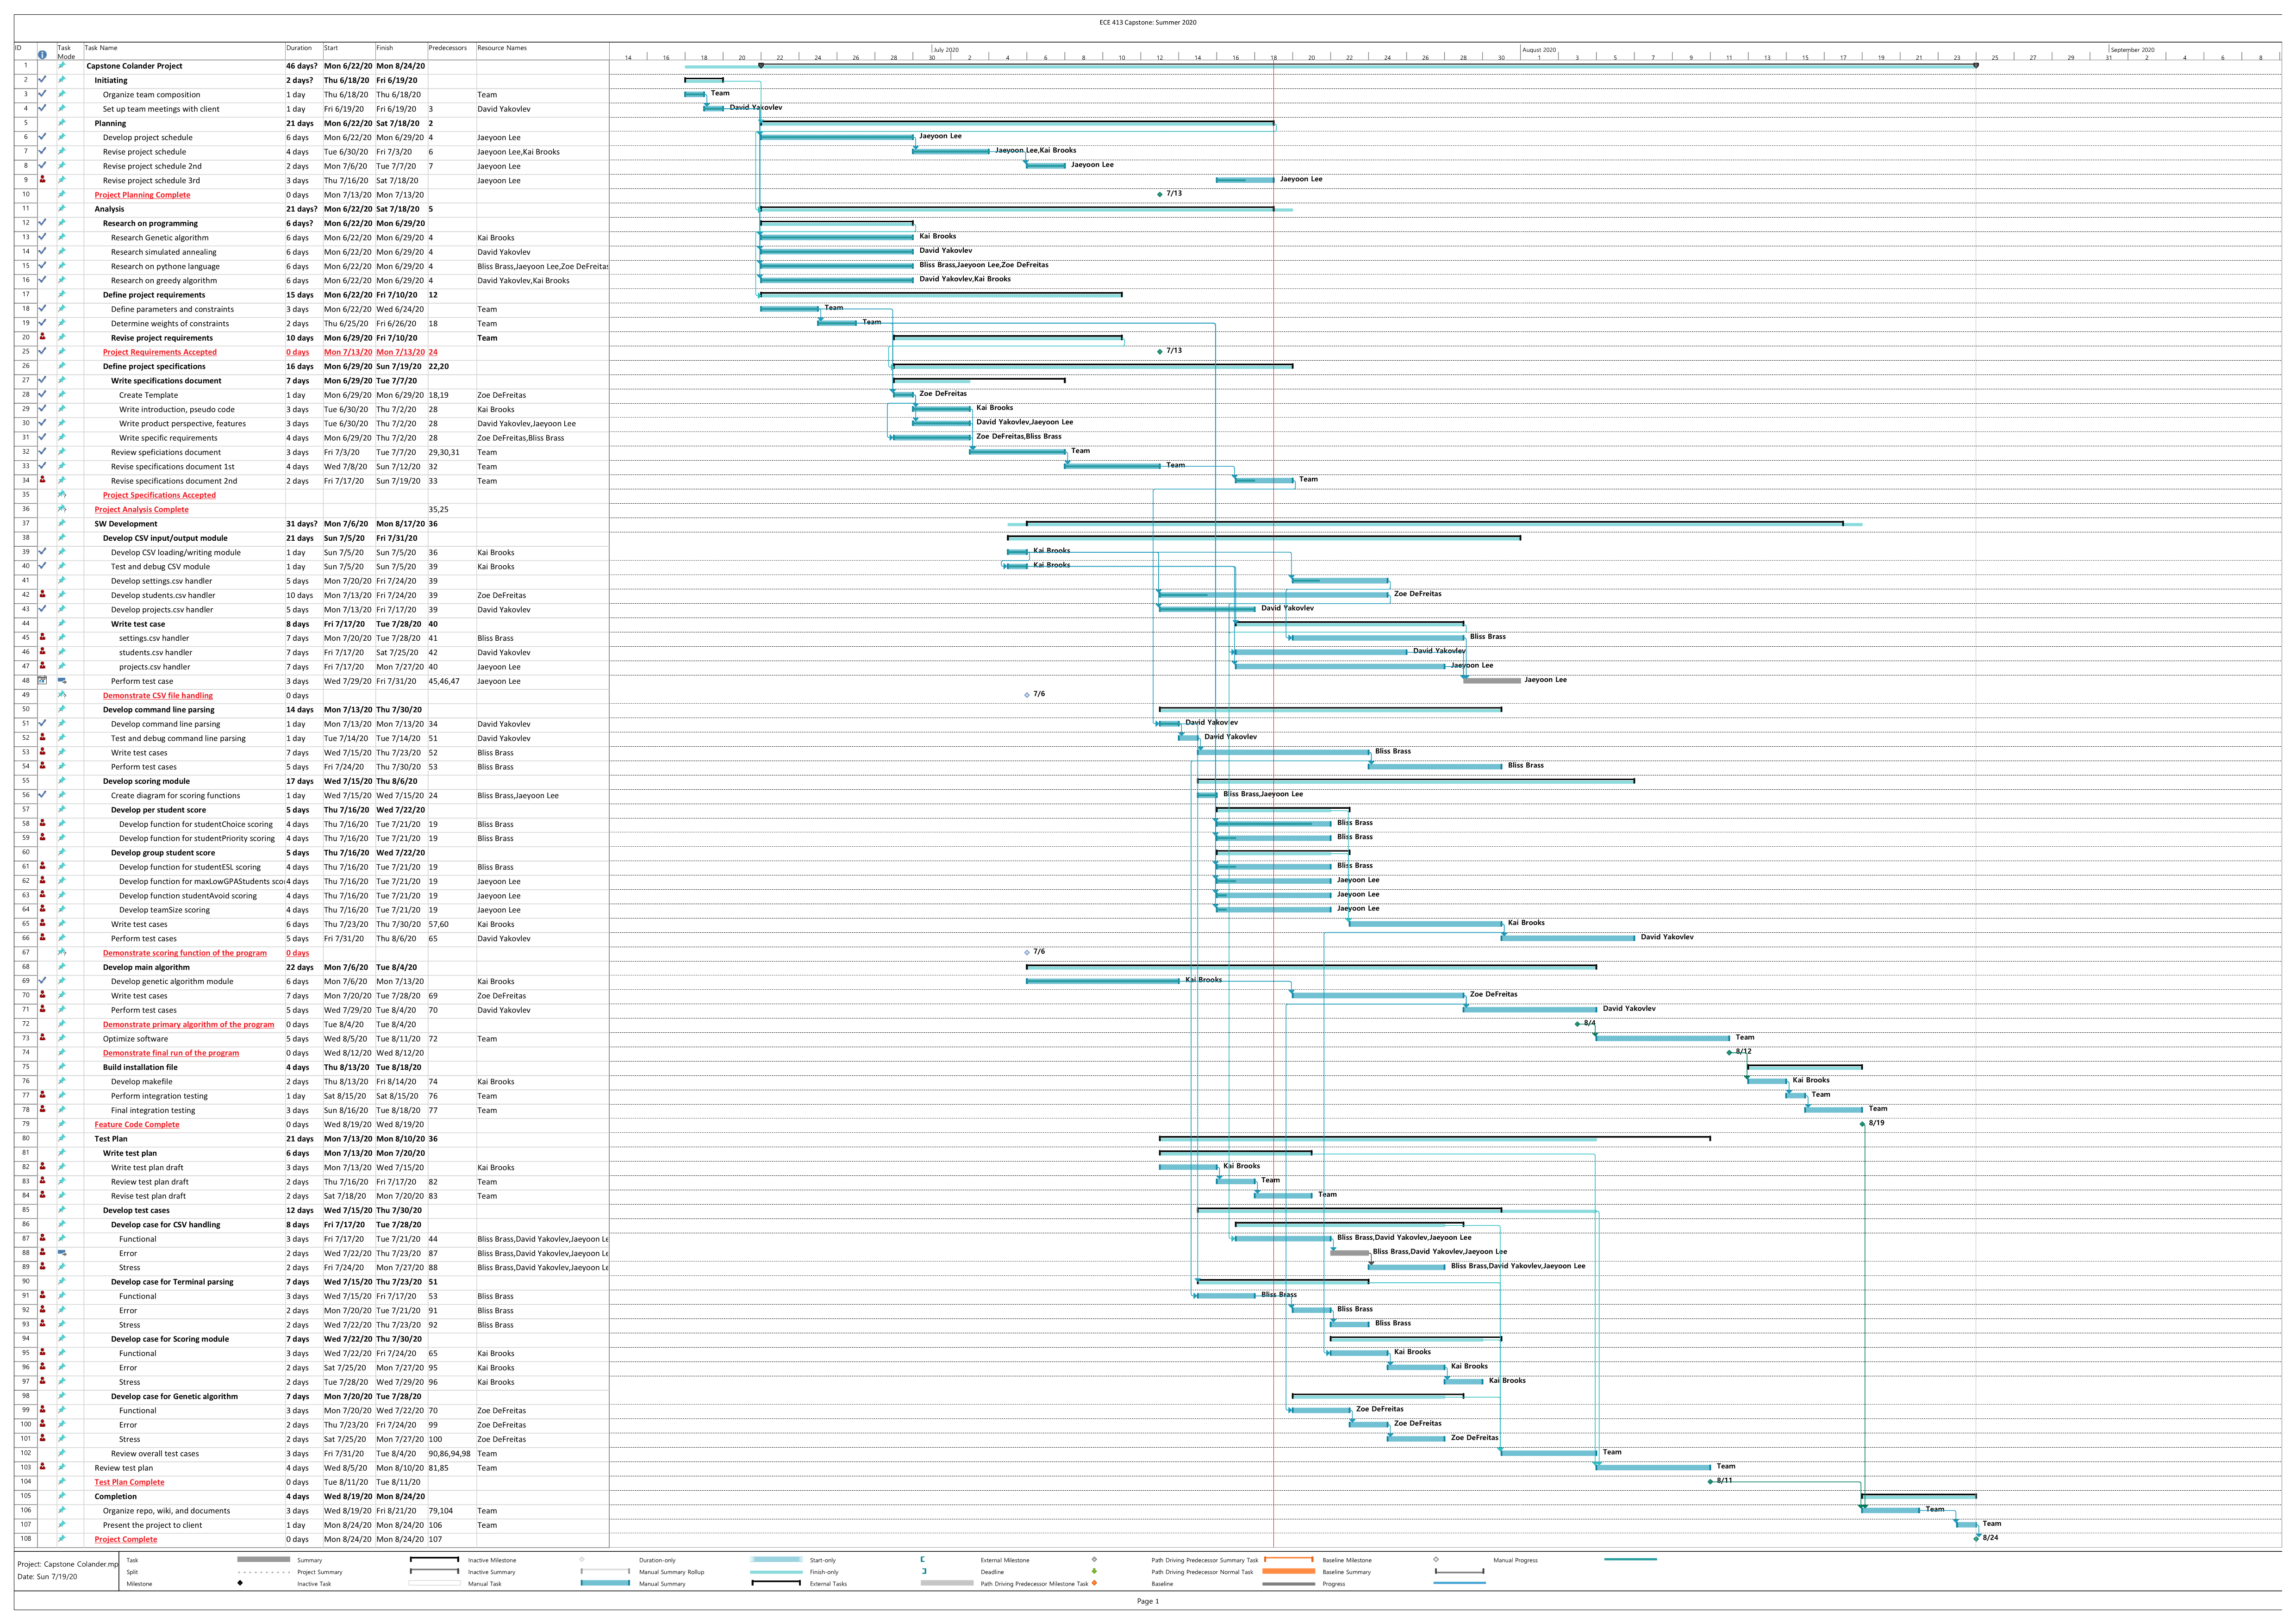 ECE 413 Capstone: Summer 2020
ID Task Mode Task Name Duration Start Finish Predecessors Resource Names
July 2020 August 2020 September 2020
14 16 18 20 22 24 26 28 30 2 4 6 8 10 12 14 16 18 20 22 24 26 28 30 1 3 5 7 9 11 13 15 17 19 21 23 25 27 29 31 2 4 6 8
1 Capstone Colander Project 46 days? Mon 6/22/20 Mon 8/24/20
2 Initiating 2 days? Thu 6/18/20 Fri 6/19/20
3 Organize team composition 1 day Thu 6/18/20 Thu 6/18/20 Team Team
4 Set up team meetings with client 1 day Fri 6/19/20 Fri 6/19/20 3 David Yakovlev David Yakovlev
5 Planning 21 days Mon 6/22/20 Sat 7/18/20 2
6 Develop project schedule 6 days Mon 6/22/20 Mon 6/29/20 4 Jaeyoon Lee Jaeyoon Lee
7 Revise project schedule 4 days Tue 6/30/20 Fri 7/3/20 6 Jaeyoon Lee,Kai Brooks Jaeyoon Lee,Kai Brooks
8 Revise project schedule 2nd 2 days Mon 7/6/20 Tue 7/7/20 7 Jaeyoon Lee Jaeyoon Lee
9 Revise project schedule 3rd 3 days Thu 7/16/20 Sat 7/18/20 Jaeyoon Lee Jaeyoon Lee
10 Project Planning Complete 0 days Mon 7/13/20 Mon 7/13/20 7/13
11 Analysis 21 days? Mon 6/22/20 Sat 7/18/20 5
12 Research on programming 6 days? Mon 6/22/20 Mon 6/29/20
13 Research Genetic algorithm 6 days Mon 6/22/20 Mon 6/29/20 4 Kai Brooks Kai Brooks
14 Research simulated annealing 6 days Mon 6/22/20 Mon 6/29/20 4 David Yakovlev David Yakovlev
15 Research on pythone language 6 days Mon 6/22/20 Mon 6/29/20 4 Bliss Brass,Jaeyoon Lee,Zoe DeFreitas Bliss Brass,Jaeyoon Lee,Zoe DeFreitas
16 Research on greedy algorithm 6 days Mon 6/22/20 Mon 6/29/20 4 David Yakovlev,Kai Brooks David Yakovlev,Kai Brooks
17 Define project requirements 15 days Mon 6/22/20 Fri 7/10/20 12
18 Define parameters and constraints 3 days Mon 6/22/20 Wed 6/24/20 Team Team
19 Determine weights of constraints 2 days Thu 6/25/20 Fri 6/26/20 18 Team Team
20 Revise project requirements 10 days Mon 6/29/20 Fri 7/10/20 Team
25 Project Requirements Accepted 0 days Mon 7/13/20 Mon 7/13/20 24 7/13
26 Define project specifications 16 days Mon 6/29/20 Sun 7/19/20 22,20
27 Write specifications document 7 days Mon 6/29/20 Tue 7/7/20
28 Create Template 1 day Mon 6/29/20 Mon 6/29/20 18,19 Zoe DeFreitas Zoe DeFreitas
29 Write introduction, pseudo code 3 days Tue 6/30/20 Thu 7/2/20 28 Kai Brooks Kai Brooks
30 Write product perspective, features 3 days Tue 6/30/20 Thu 7/2/20 28 David Yakovlev,Jaeyoon Lee David Yakovlev,Jaeyoon Lee
31 Write specific requirements 4 days Mon 6/29/20 Thu 7/2/20 28 Zoe DeFreitas,Bliss Brass Zoe DeFreitas,Bliss Brass
32 Review speficiations document 3 days Fri 7/3/20 Tue 7/7/20 29,30,31 Team Team
33 Revise specifications document 1st 4 days Wed 7/8/20 Sun 7/12/20 32 Team Team
34 Revise specifications document 2nd 2 days Fri 7/17/20 Sun 7/19/20 33 Team Team
35 Project Specifications Accepted
36 Project Analysis Complete 35,25
37 SW Development 31 days? Mon 7/6/20 Mon 8/17/20 36
38 Develop CSV input/output module 21 days Sun 7/5/20 Fri 7/31/20
39 Develop CSV loading/writing module 1 day Sun 7/5/20 Sun 7/5/20 36 Kai Brooks Kai Brooks
40 Test and debug CSV module 1 day Sun 7/5/20 Sun 7/5/20 39 Kai Brooks Kai Brooks
41 Develop settings.csv handler 5 days Mon 7/20/20 Fri 7/24/20 39
42 Develop students.csv handler 10 days Mon 7/13/20 Fri 7/24/20 39 Zoe DeFreitas Zoe DeFreitas
43 Develop projects.csv handler 5 days Mon 7/13/20 Fri 7/17/20 39 David Yakovlev David Yakovlev
44 Write test case 8 days Fri 7/17/20 Tue 7/28/20 40
45 settings.csv handler 7 days Mon 7/20/20 Tue 7/28/20 41 Bliss Brass Bliss Brass
46 students.csv handler 7 days Fri 7/17/20 Sat 7/25/20 42 David Yakovlev David Yakovlev
47 projects.csv handler 7 days Fri 7/17/20 Mon 7/27/20 40 Jaeyoon Lee Jaeyoon Lee
48 Perform test case 3 days Wed 7/29/20 Fri 7/31/20 45,46,47 Jaeyoon Lee Jaeyoon Lee
49 Demonstrate CSV file handling 0 days 7/6
50 Develop command line parsing 14 days Mon 7/13/20 Thu 7/30/20
51 Develop command line parsing 1 day Mon 7/13/20 Mon 7/13/20 34 David Yakovlev David Yakovlev
52 Test and debug command line parsing 1 day Tue 7/14/20 Tue 7/14/20 51 David Yakovlev David Yakovlev
53 Write test cases 7 days Wed 7/15/20 Thu 7/23/20 52 Bliss Brass Bliss Brass
54 Perform test cases 5 days Fri 7/24/20 Thu 7/30/20 53 Bliss Brass Bliss Brass
55 Develop scoring module 17 days Wed 7/15/20 Thu 8/6/20
56 Create diagram for scoring functions 1 day Wed 7/15/20 Wed 7/15/20 24 Bliss Brass,Jaeyoon Lee Bliss Brass,Jaeyoon Lee
57 Develop per student score 5 days Thu 7/16/20 Wed 7/22/20
58 Develop function for studentChoice scoring 4 days Thu 7/16/20 Tue 7/21/20 19 Bliss Brass Bliss Brass
59 Develop function for studentPriority scoring 4 days Thu 7/16/20 Tue 7/21/20 19 Bliss Brass Bliss Brass
60 Develop group student score 5 days Thu 7/16/20 Wed 7/22/20
61 Develop function for studentESL scoring 4 days Thu 7/16/20 Tue 7/21/20 19 Bliss Brass Bliss Brass
62 Develop function for maxLowGPAStudents sco 4 days Thu 7/16/20 Tue 7/21/20 19 Jaeyoon Lee Jaeyoon Lee
63 Develop function studentAvoid scoring 4 days Thu 7/16/20 Tue 7/21/20 19 Jaeyoon Lee Jaeyoon Lee
64 Develop teamSize scoring 4 days Thu 7/16/20 Tue 7/21/20 19 Jaeyoon Lee Jaeyoon Lee
65 Write test cases 6 days Thu 7/23/20 Thu 7/30/20 57,60 Kai Brooks Kai Brooks
66 Perform test cases 5 days Fri 7/31/20 Thu 8/6/20 65 David Yakovlev David Yakovlev
67 Demonstrate scoring function of the program 0 days 7/6
68 Develop main algorithm 22 days Mon 7/6/20 Tue 8/4/20
69 Develop genetic algorithm module 6 days Mon 7/6/20 Mon 7/13/20 Kai Brooks Kai Brooks
70 Write test cases 7 days Mon 7/20/20 Tue 7/28/20 69 Zoe DeFreitas Zoe DeFreitas
71 Perform test cases 5 days Wed 7/29/20 Tue 8/4/20 70 David Yakovlev David Yakovlev
72 Demonstrate primary algorithm of the program 0 days Tue 8/4/20 Tue 8/4/20 8/4
73 Optimize software 5 days Wed 8/5/20 Tue 8/11/20 72 Team Team
74 Demonstrate final run of the program 0 days Wed 8/12/20 Wed 8/12/20 8/12
75 Build installation file 4 days Thu 8/13/20 Tue 8/18/20
76 Develop makefile 2 days Thu 8/13/20 Fri 8/14/20 74 Kai Brooks Kai Brooks
77 Perform integration testing 1 day Sat 8/15/20 Sat 8/15/20 76 Team Team
78 Final integration testing 3 days Sun 8/16/20 Tue 8/18/20 77 Team Team
79 Feature Code Complete 0 days Wed 8/19/20 Wed 8/19/20 8/19
80 Test Plan 21 days Mon 7/13/20 Mon 8/10/20 36
81 Write test plan 6 days Mon 7/13/20 Mon 7/20/20
82 Write test plan draft 3 days Mon 7/13/20 Wed 7/15/20 Kai Brooks Kai Brooks
83 Review test plan draft 2 days Thu 7/16/20 Fri 7/17/20 82 Team Team
84 Revise test plan draft 2 days Sat 7/18/20 Mon 7/20/20 83 Team Team
85 Develop test cases 12 days Wed 7/15/20 Thu 7/30/20
86 Develop case for CSV handling 8 days Fri 7/17/20 Tue 7/28/20
87 Functional 3 days Fri 7/17/20 Tue 7/21/20 44 Bliss Brass,David Yakovlev,Jaeyoon Le Bliss Brass,David Yakovlev,Jaeyoon Lee
88 Error 2 days Wed 7/22/20 Thu 7/23/20 87 Bliss Brass,David Yakovlev,Jaeyoon Le Bliss Brass,David Yakovlev,Jaeyoon Lee
89 Stress 2 days Fri 7/24/20 Mon 7/27/20 88 Bliss Brass,David Yakovlev,Jaeyoon Le Bliss Brass,David Yakovlev,Jaeyoon Lee
90 Develop case for Terminal parsing 7 days Wed 7/15/20 Thu 7/23/20 51
91 Functional 3 days Wed 7/15/20 Fri 7/17/20 53 Bliss Brass Bliss Brass
92 Error 2 days Mon 7/20/20 Tue 7/21/20 91 Bliss Brass Bliss Brass
93 Stress 2 days Wed 7/22/20 Thu 7/23/20 92 Bliss Brass Bliss Brass
94 Develop case for Scoring module 7 days Wed 7/22/20 Thu 7/30/20
95 Functional 3 days Wed 7/22/20 Fri 7/24/20 65 Kai Brooks Kai Brooks
96 Error 2 days Sat 7/25/20 Mon 7/27/20 95 Kai Brooks Kai Brooks
97 Stress 2 days Tue 7/28/20 Wed 7/29/20 96 Kai Brooks Kai Brooks
98 Develop case for Genetic algorithm 7 days Mon 7/20/20 Tue 7/28/20
99 Functional 3 days Mon 7/20/20 Wed 7/22/20 70 Zoe DeFreitas Zoe DeFreitas
100 Error 2 days Thu 7/23/20 Fri 7/24/20 99 Zoe DeFreitas Zoe DeFreitas
101 Stress 2 days Sat 7/25/20 Mon 7/27/20 100 Zoe DeFreitas Zoe DeFreitas
102 Review overall test cases 3 days Fri 7/31/20 Tue 8/4/20 90,86,94,98 Team Team
103 Review test plan 4 days Wed 8/5/20 Mon 8/10/20 81,85 Team Team
104 Test Plan Complete 0 days Tue 8/11/20 Tue 8/11/20 8/11
105 Completion 4 days Wed 8/19/20 Mon 8/24/20
106 Organize repo, wiki, and documents 3 days Wed 8/19/20 Fri 8/21/20 79,104 Team Team
107 Present the project to client 1 day Mon 8/24/20 Mon 8/24/20 106 Team Team
108 Project Complete 0 days Mon 8/24/20 Mon 8/24/20 107 8/24
Project: Capstone Colander.mp
Date: Sun 7/19/20
Task Summary Inactive Milestone Duration-only Start-only External Milestone Path Driving Predecessor Summary Task Baseline Milestone Manual Progress
Split Project Summary Inactive Summary Manual Summary Rollup Finish-only Deadline Path Driving Predecessor Normal Task Baseline Summary
Milestone Inactive Task Manual Task Manual Summary External Tasks Path Driving Predecessor Milestone Task Baseline Progress
Page 1